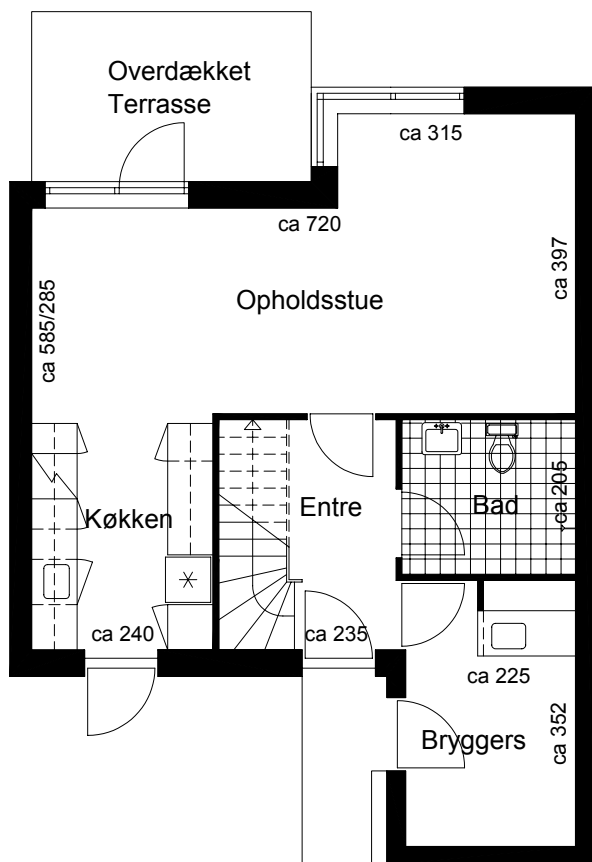 Overdækket
Terrasse
ca 315
ca 720
ca 397
Opholdsstue
ca 585/285
Køkken
Entre
Bad
ca 205
ca 240
ca 235
ca 225
Bryggers
ca 352